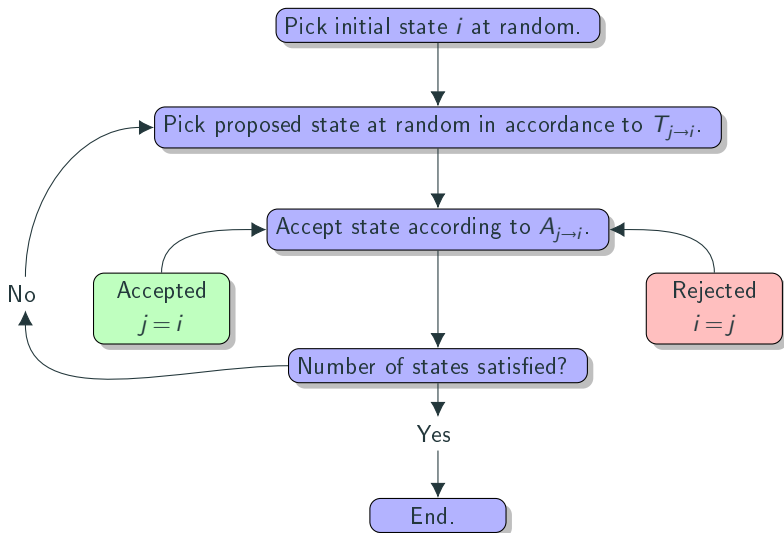 Pick initial state i at random.
Pick proposed state at random in accordance to T_{j→i}.
Accept state according to A_{j→i}.
No
Accepted
j = i
Rejected
i = j
Number of states satisfied?
Yes
End.